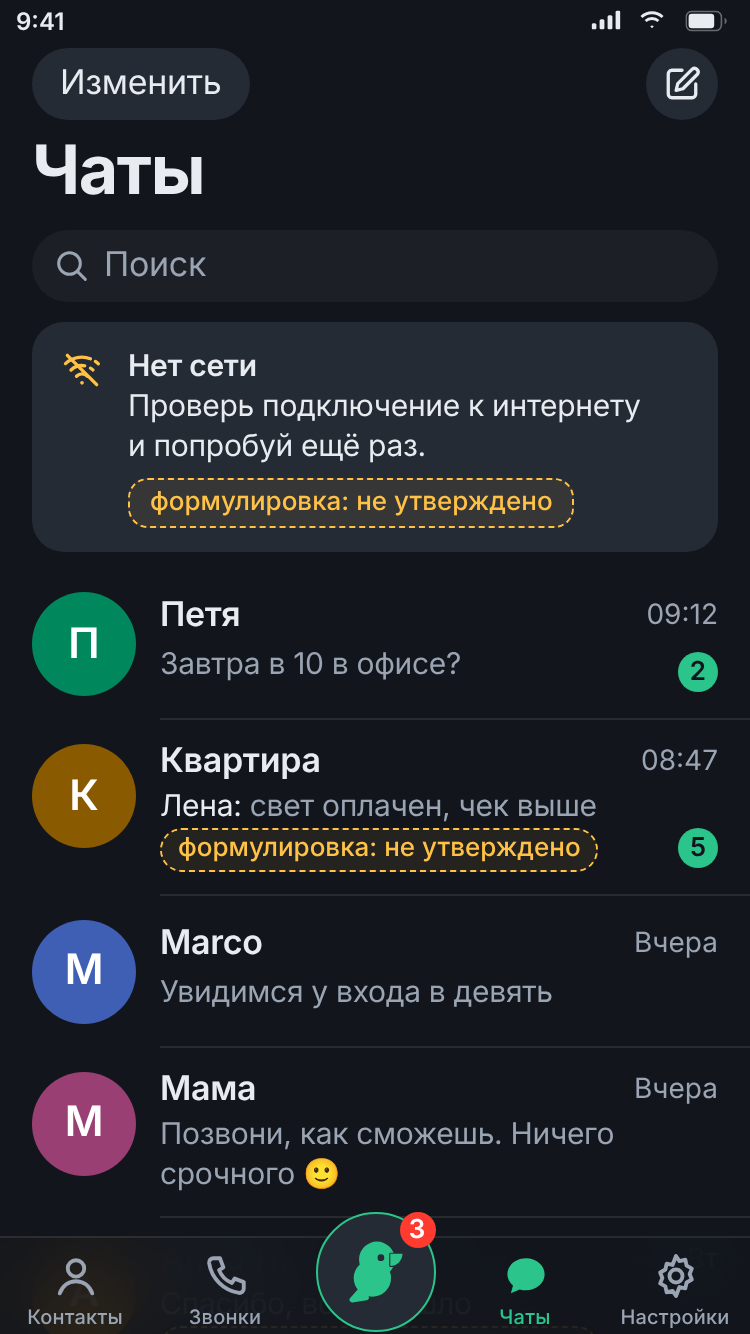 9:41
Изменить
Чаты
Поиск
Нет сети
Проверь подключение к интернету
и попробуй ещё раз.
формулировка: не утверждено
П
Петя
09:12
Завтра в 10 в офисе?
2
К
Квартира
08:47
Лена: свет оплачен, чек выше
формулировка: не утверждено
5
M
Marco
Вчера
Увидимся у входа в девять
М
Мама
Вчера
Позвони, как сможешь. Ничего
срочного 🙂
3
Спасибо,
Контакты
Звонки
Чаты
Настройки